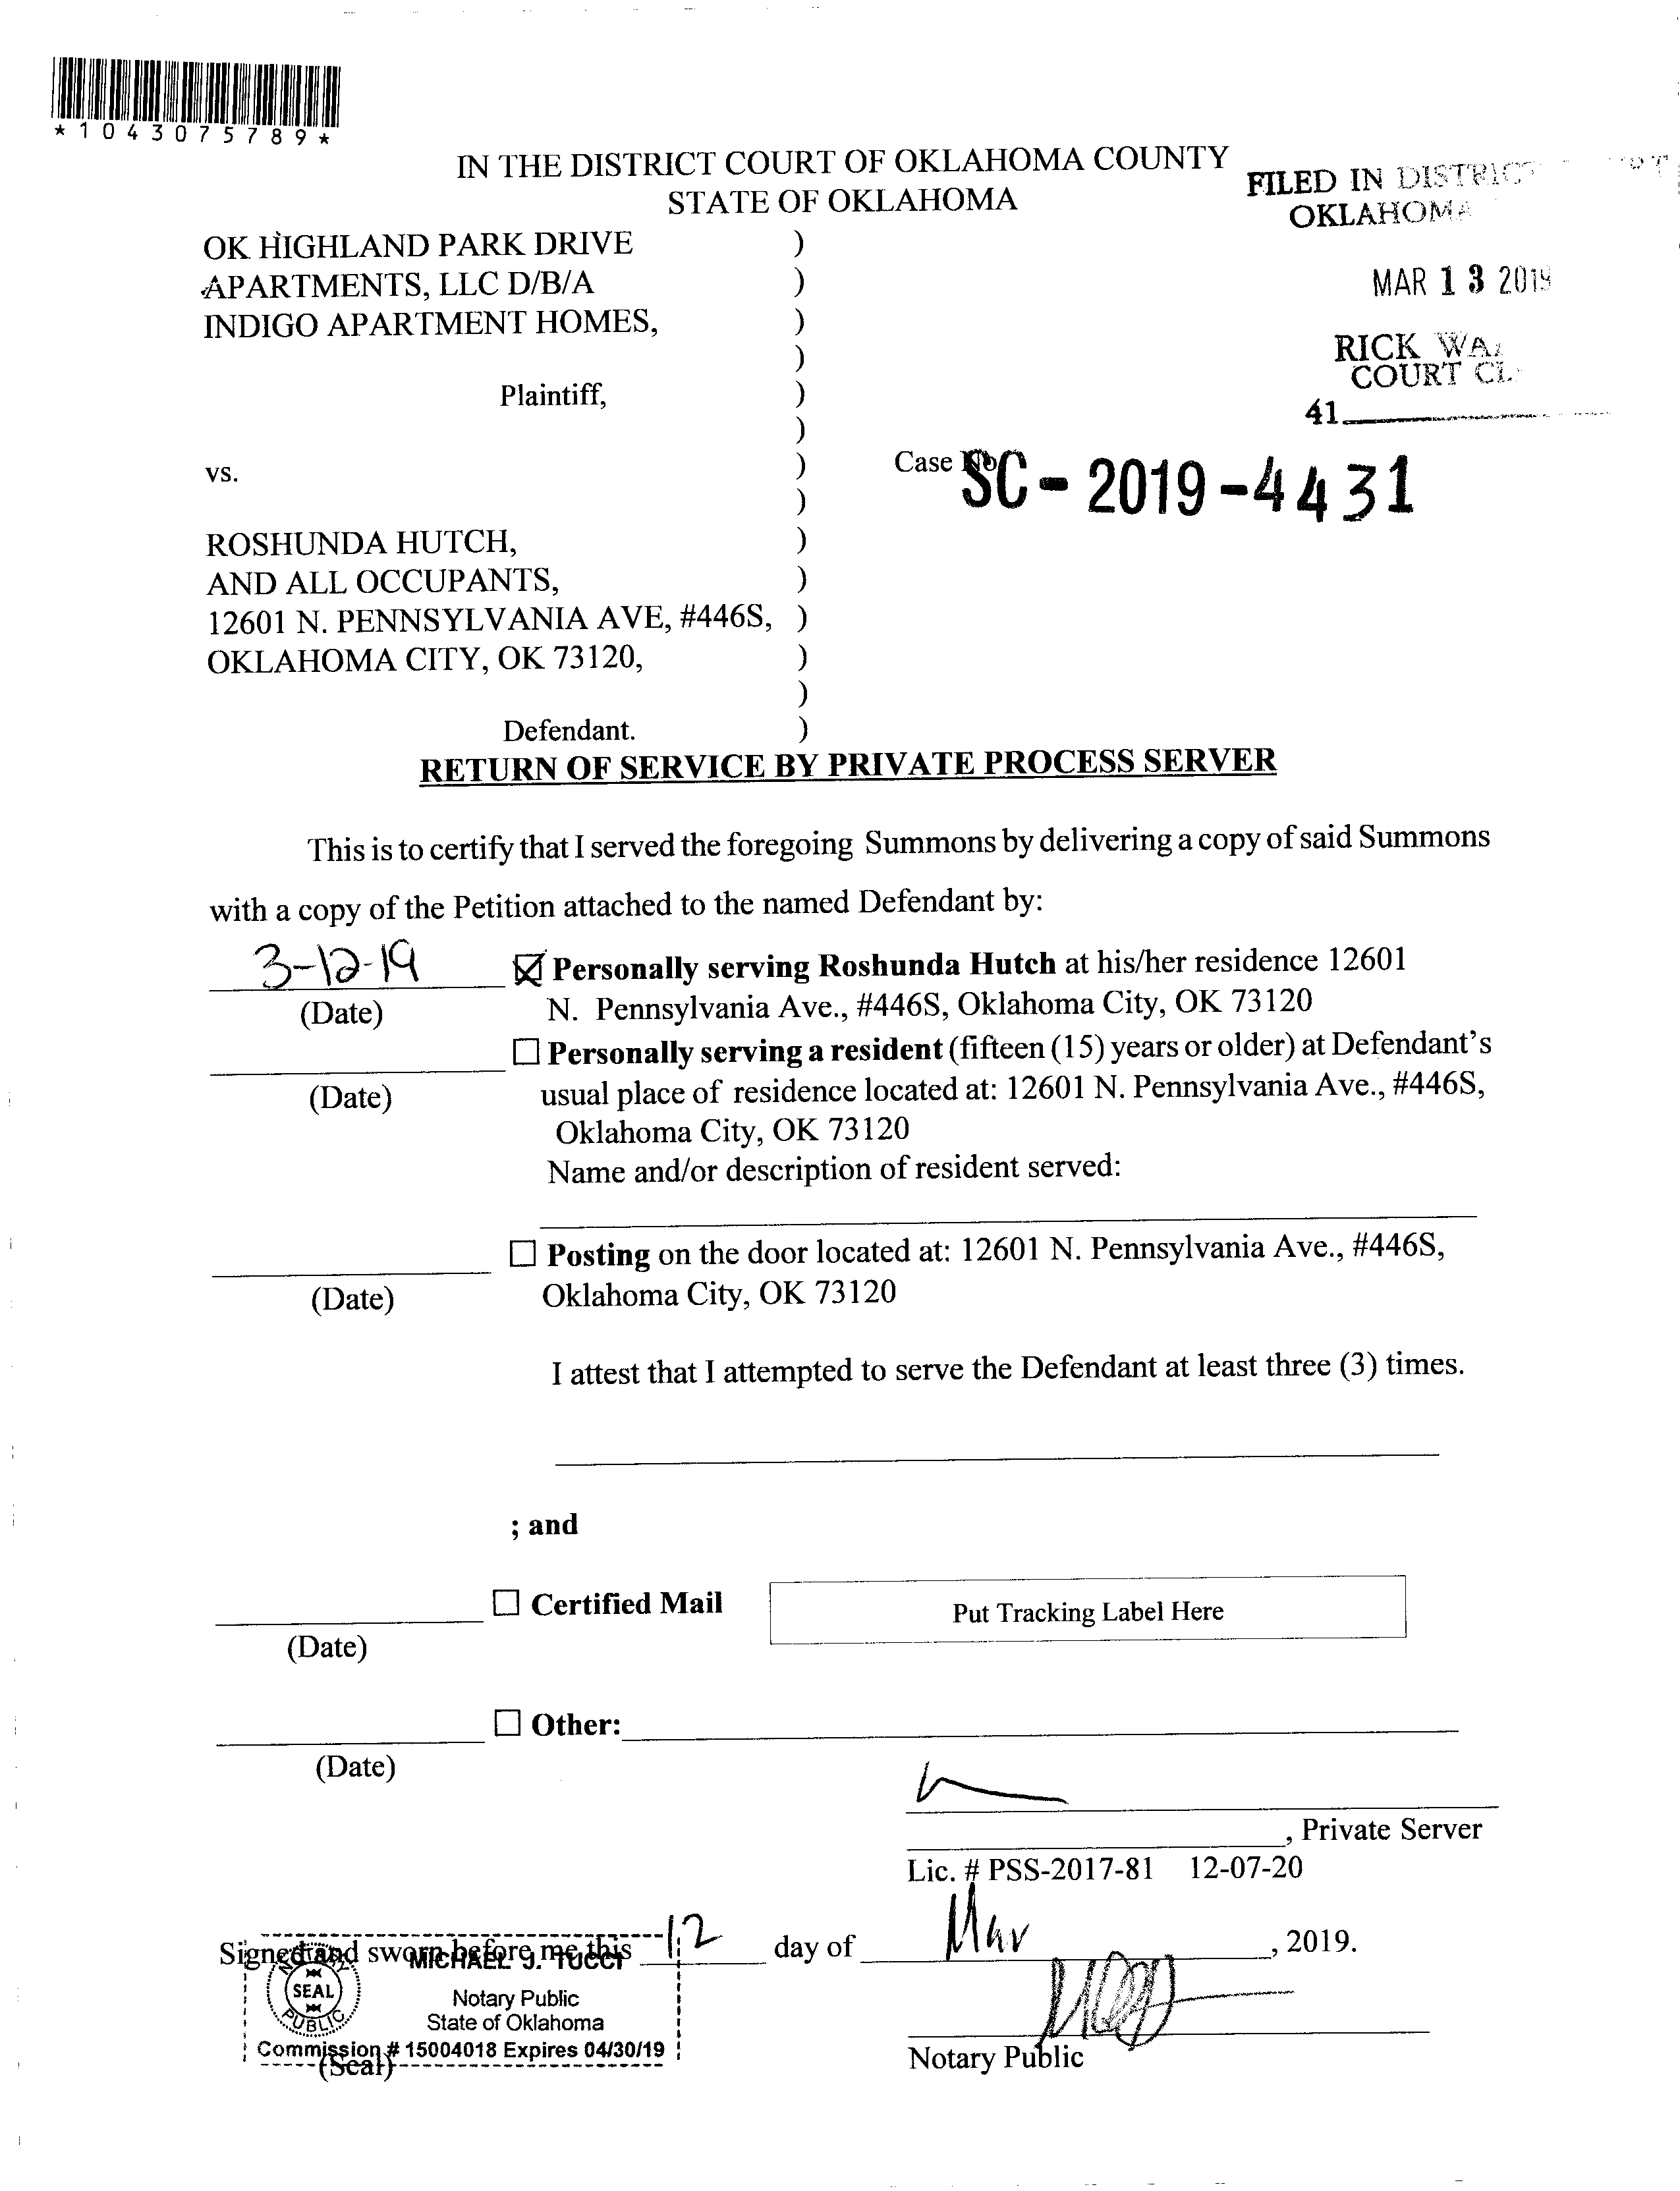 *1043075789*
IN THE DISTRICT COURT OF OKLAHOMA COUNTY
STATE OF OKLAHOMA
FILED IN DISTRICT
OKLAHOMA
MAR 13 2019
RICK
COURT
41
OK HIGHLAND PARK DRIVE )
APARTMENTS, LLC D/B/A )
INDIGO APARTMENT HOMES, )
)
Plaintiff, )
)
vs. )
Case No. SC-2019-4431
)
ROSHUNDA HUTCH, )
AND ALL OCCUPANTS, )
12601 N. PENNSYLVANIA AVE, #446S, )
OKLAHOMA CITY, OK 73120, )
)
Defendant. )
RETURN OF SERVICE BY PRIVATE PROCESS SERVER
This is to certify that I served the foregoing Summons by delivering a copy of said Summons
with a copy of the Petition attached to the named Defendant by:
3-12-19 ☒ Personally serving Roshunda Hutch at his/her residence 12601
(Date) N. Pennsylvania Ave., #446S, Oklahoma City, OK 73120
☐ Personally serving a resident (fifteen (15) years or older) at Defendant's
(Date) usual place of residence located at: 12601 N. Pennsylvania Ave., #446S,
Oklahoma City, OK 73120
Name and/or description of resident served:
☐ Posting on the door located at: 12601 N. Pennsylvania Ave., #446S,
(Date) Oklahoma City, OK 73120
I attest that I attempted to serve the Defendant at least three (3) times.
; and
☐ Certified Mail Put Tracking Label Here
(Date)
☐ Other:
(Date)
, Private Server
Lic. # PSS-2017-81 12-07-20
Signed and sworn before me this 12 day of Mar, 2019.
MICHAEL J. TUCCI
SEAL
PUBLIC
Notary Public
State of Oklahoma
Commission # 15004018 Expires 04/30/19
(Seal)
Notary Public